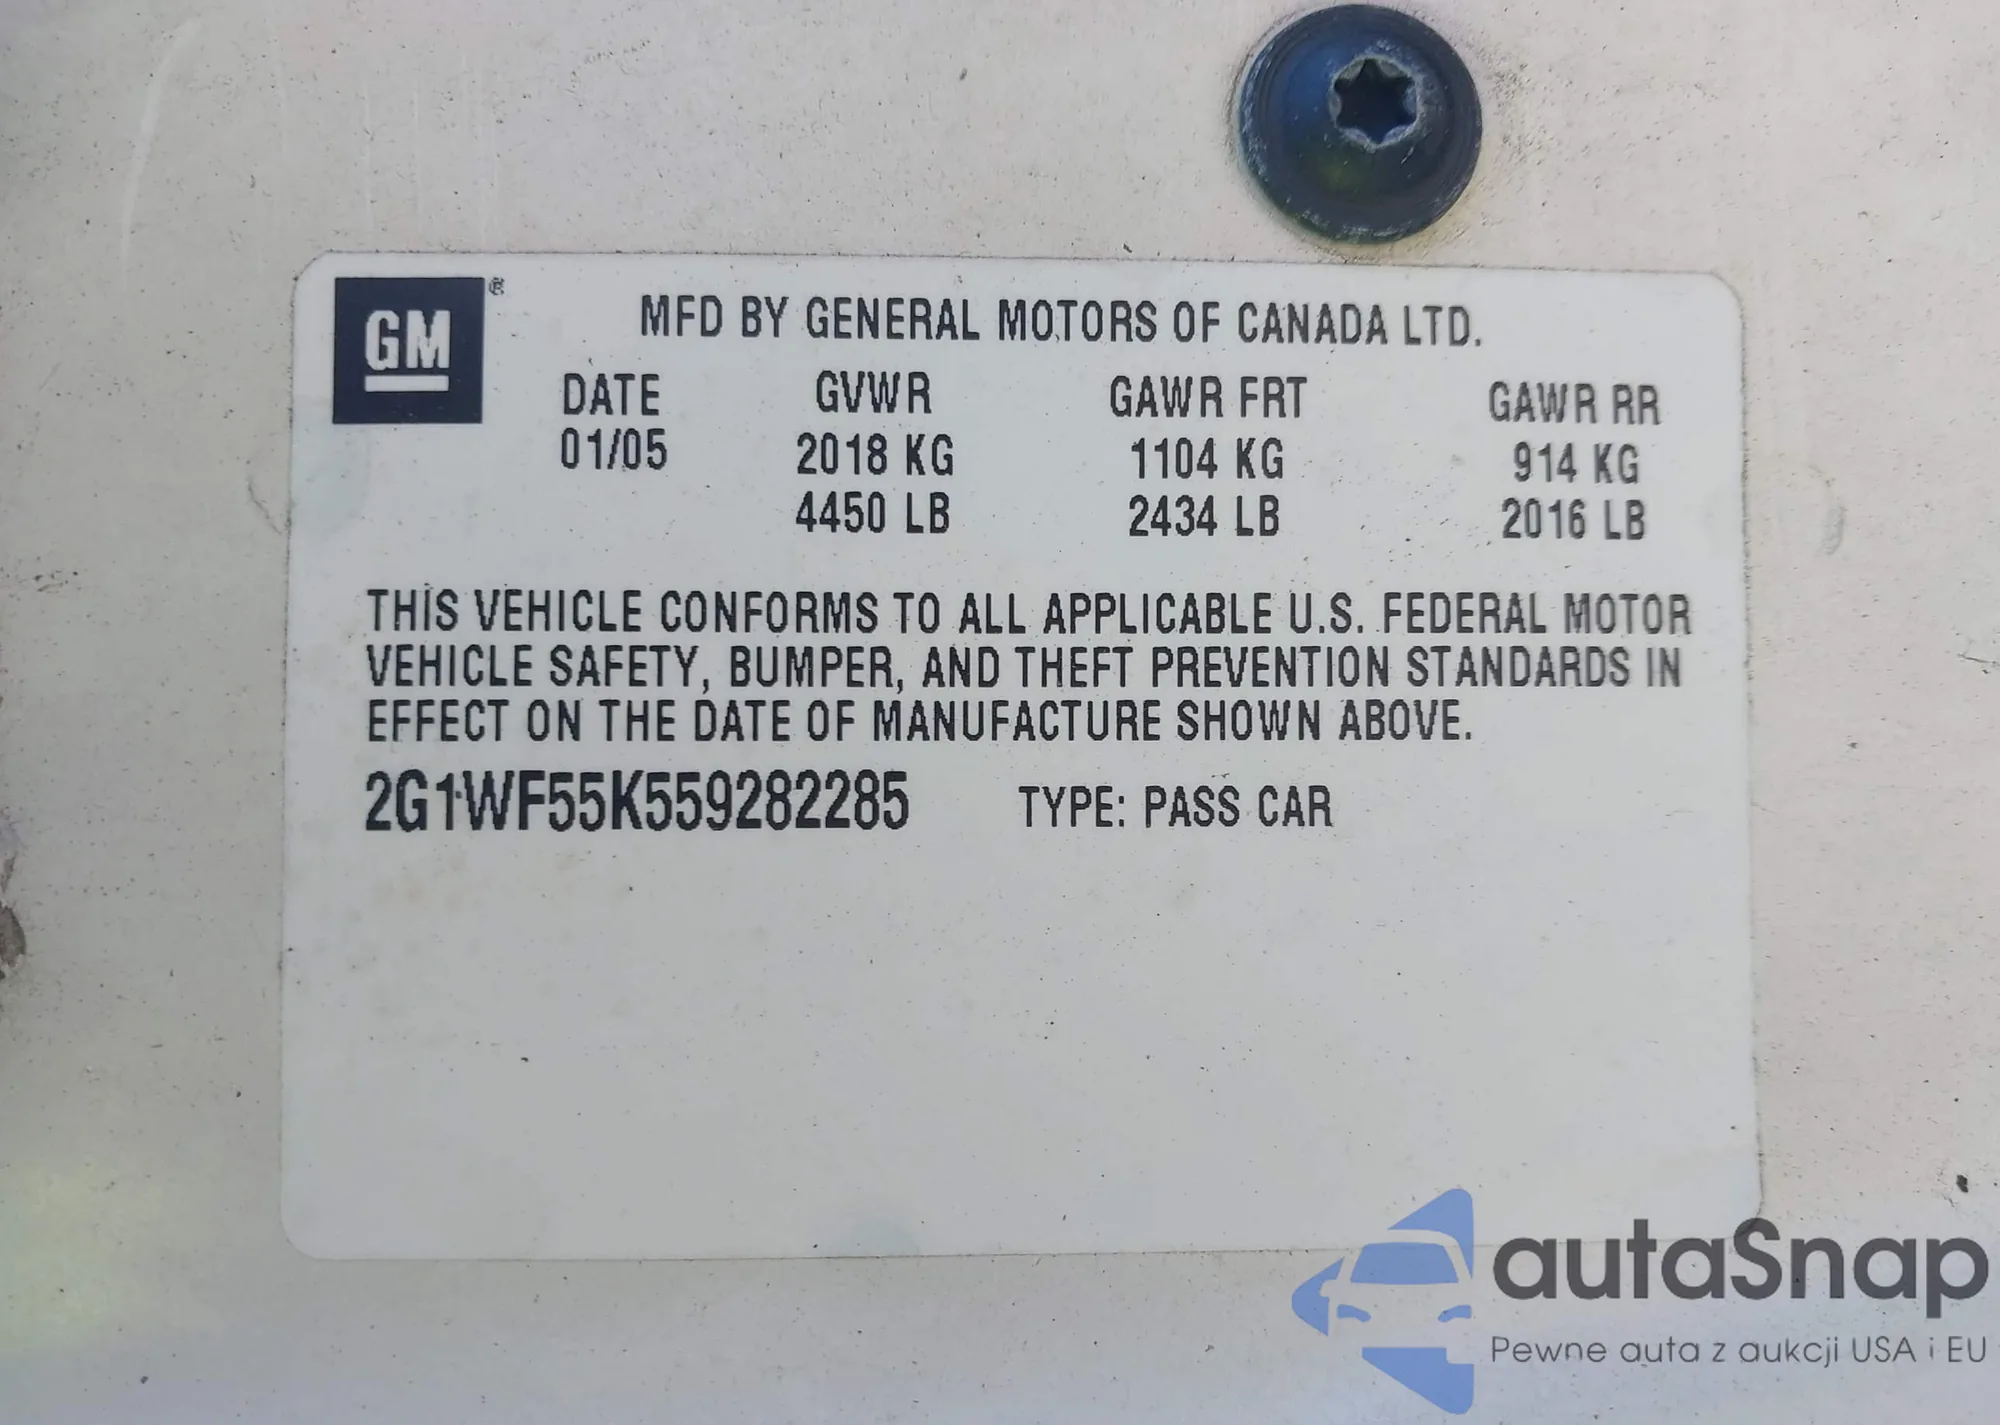 GM®
MFD BY GENERAL MOTORS OF CANADA LTD.
DATE GVWR GAWR FRT GAWR RR
01/05 2018 KG 1104 KG 914 KG
4450 LB 2434 LB 2016 LB
THIS VEHICLE CONFORMS TO ALL APPLICABLE U.S. FEDERAL MOTOR
VEHICLE SAFETY, BUMPER, AND THEFT PREVENTION STANDARDS IN
EFFECT ON THE DATE OF MANUFACTURE SHOWN ABOVE.
2G1WF55K559282285 TYPE: PASS CAR
autaSnap
Pewne auta z aukcji USA i EU